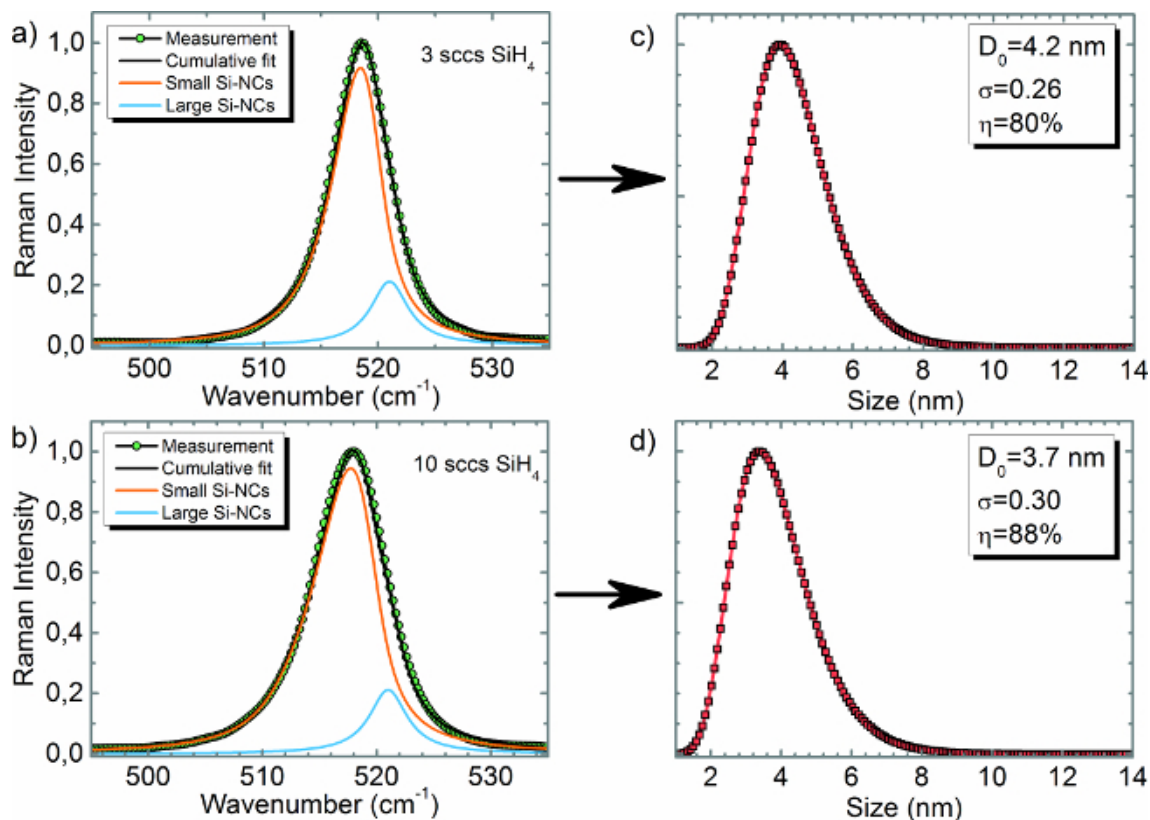 a)
1,0
0,8
0,6
0,4
0,2
0,0
Raman Intensity
Measurement
Cumulative fit
Small Si-NCs
Large Si-NCs
3 sccs SiH₄
500 510 520 530
Wavenumber (cm⁻¹)
c)
D₀=4.2 nm
σ=0.26
η=80%
2 4 6 8 10 12 14
Size (nm)
b)
1,0
0,8
0,6
0,4
0,2
0,0
Raman Intensity
Measurement
Cumulative fit
Small Si-NCs
Large Si-NCs
10 sccs SiH₄
500 510 520 530
Wavenumber (cm⁻¹)
d)
D₀=3.7 nm
σ=0.30
η=88%
2 4 6 8 10 12 14
Size (nm)